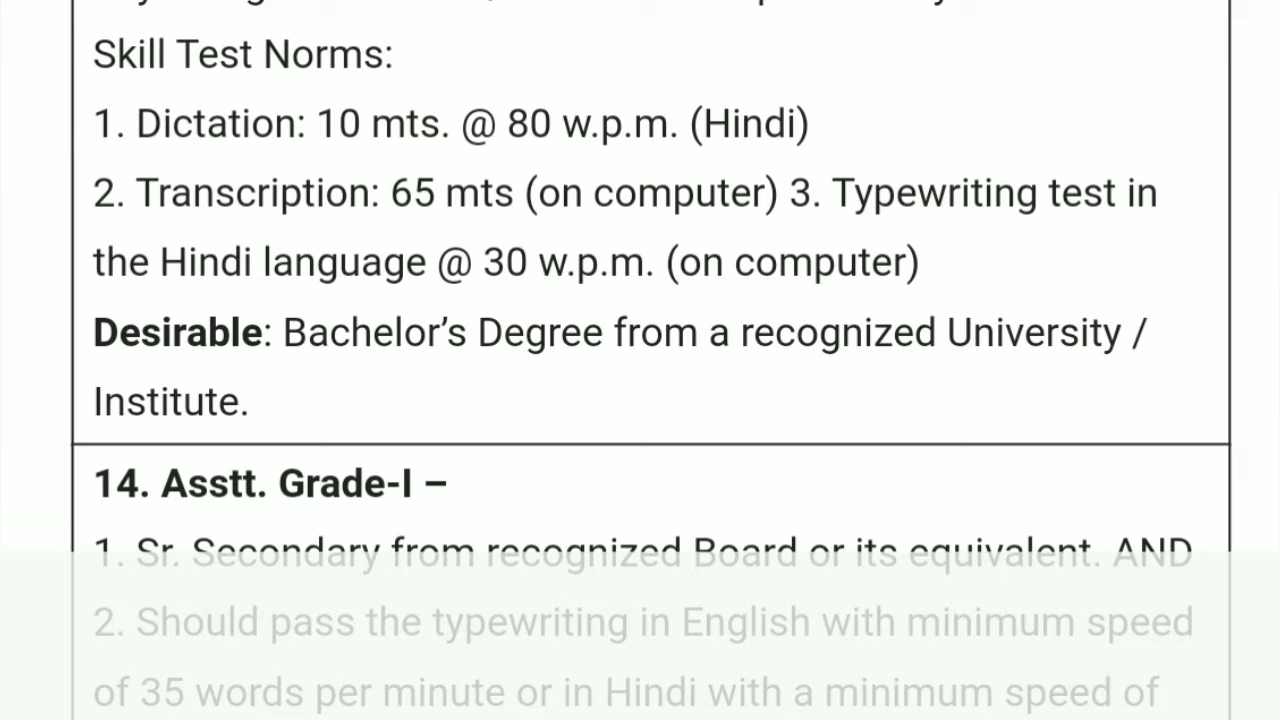 Skill Test Norms:
1. Dictation: 10 mts. @ 80 w.p.m. (Hindi)
2. Transcription: 65 mts (on computer) 3. Typewriting test in
the Hindi language @ 30 w.p.m. (on computer)
Desirable: Bachelor’s Degree from a recognized University /
Institute.
14. Asstt. Grade-I –
1. Sr. Secondary from recognized Board or its equivalent. AND
2. Should pass the typewriting in English with minimum speed
of 35 words per minute or in Hindi with a minimum speed of